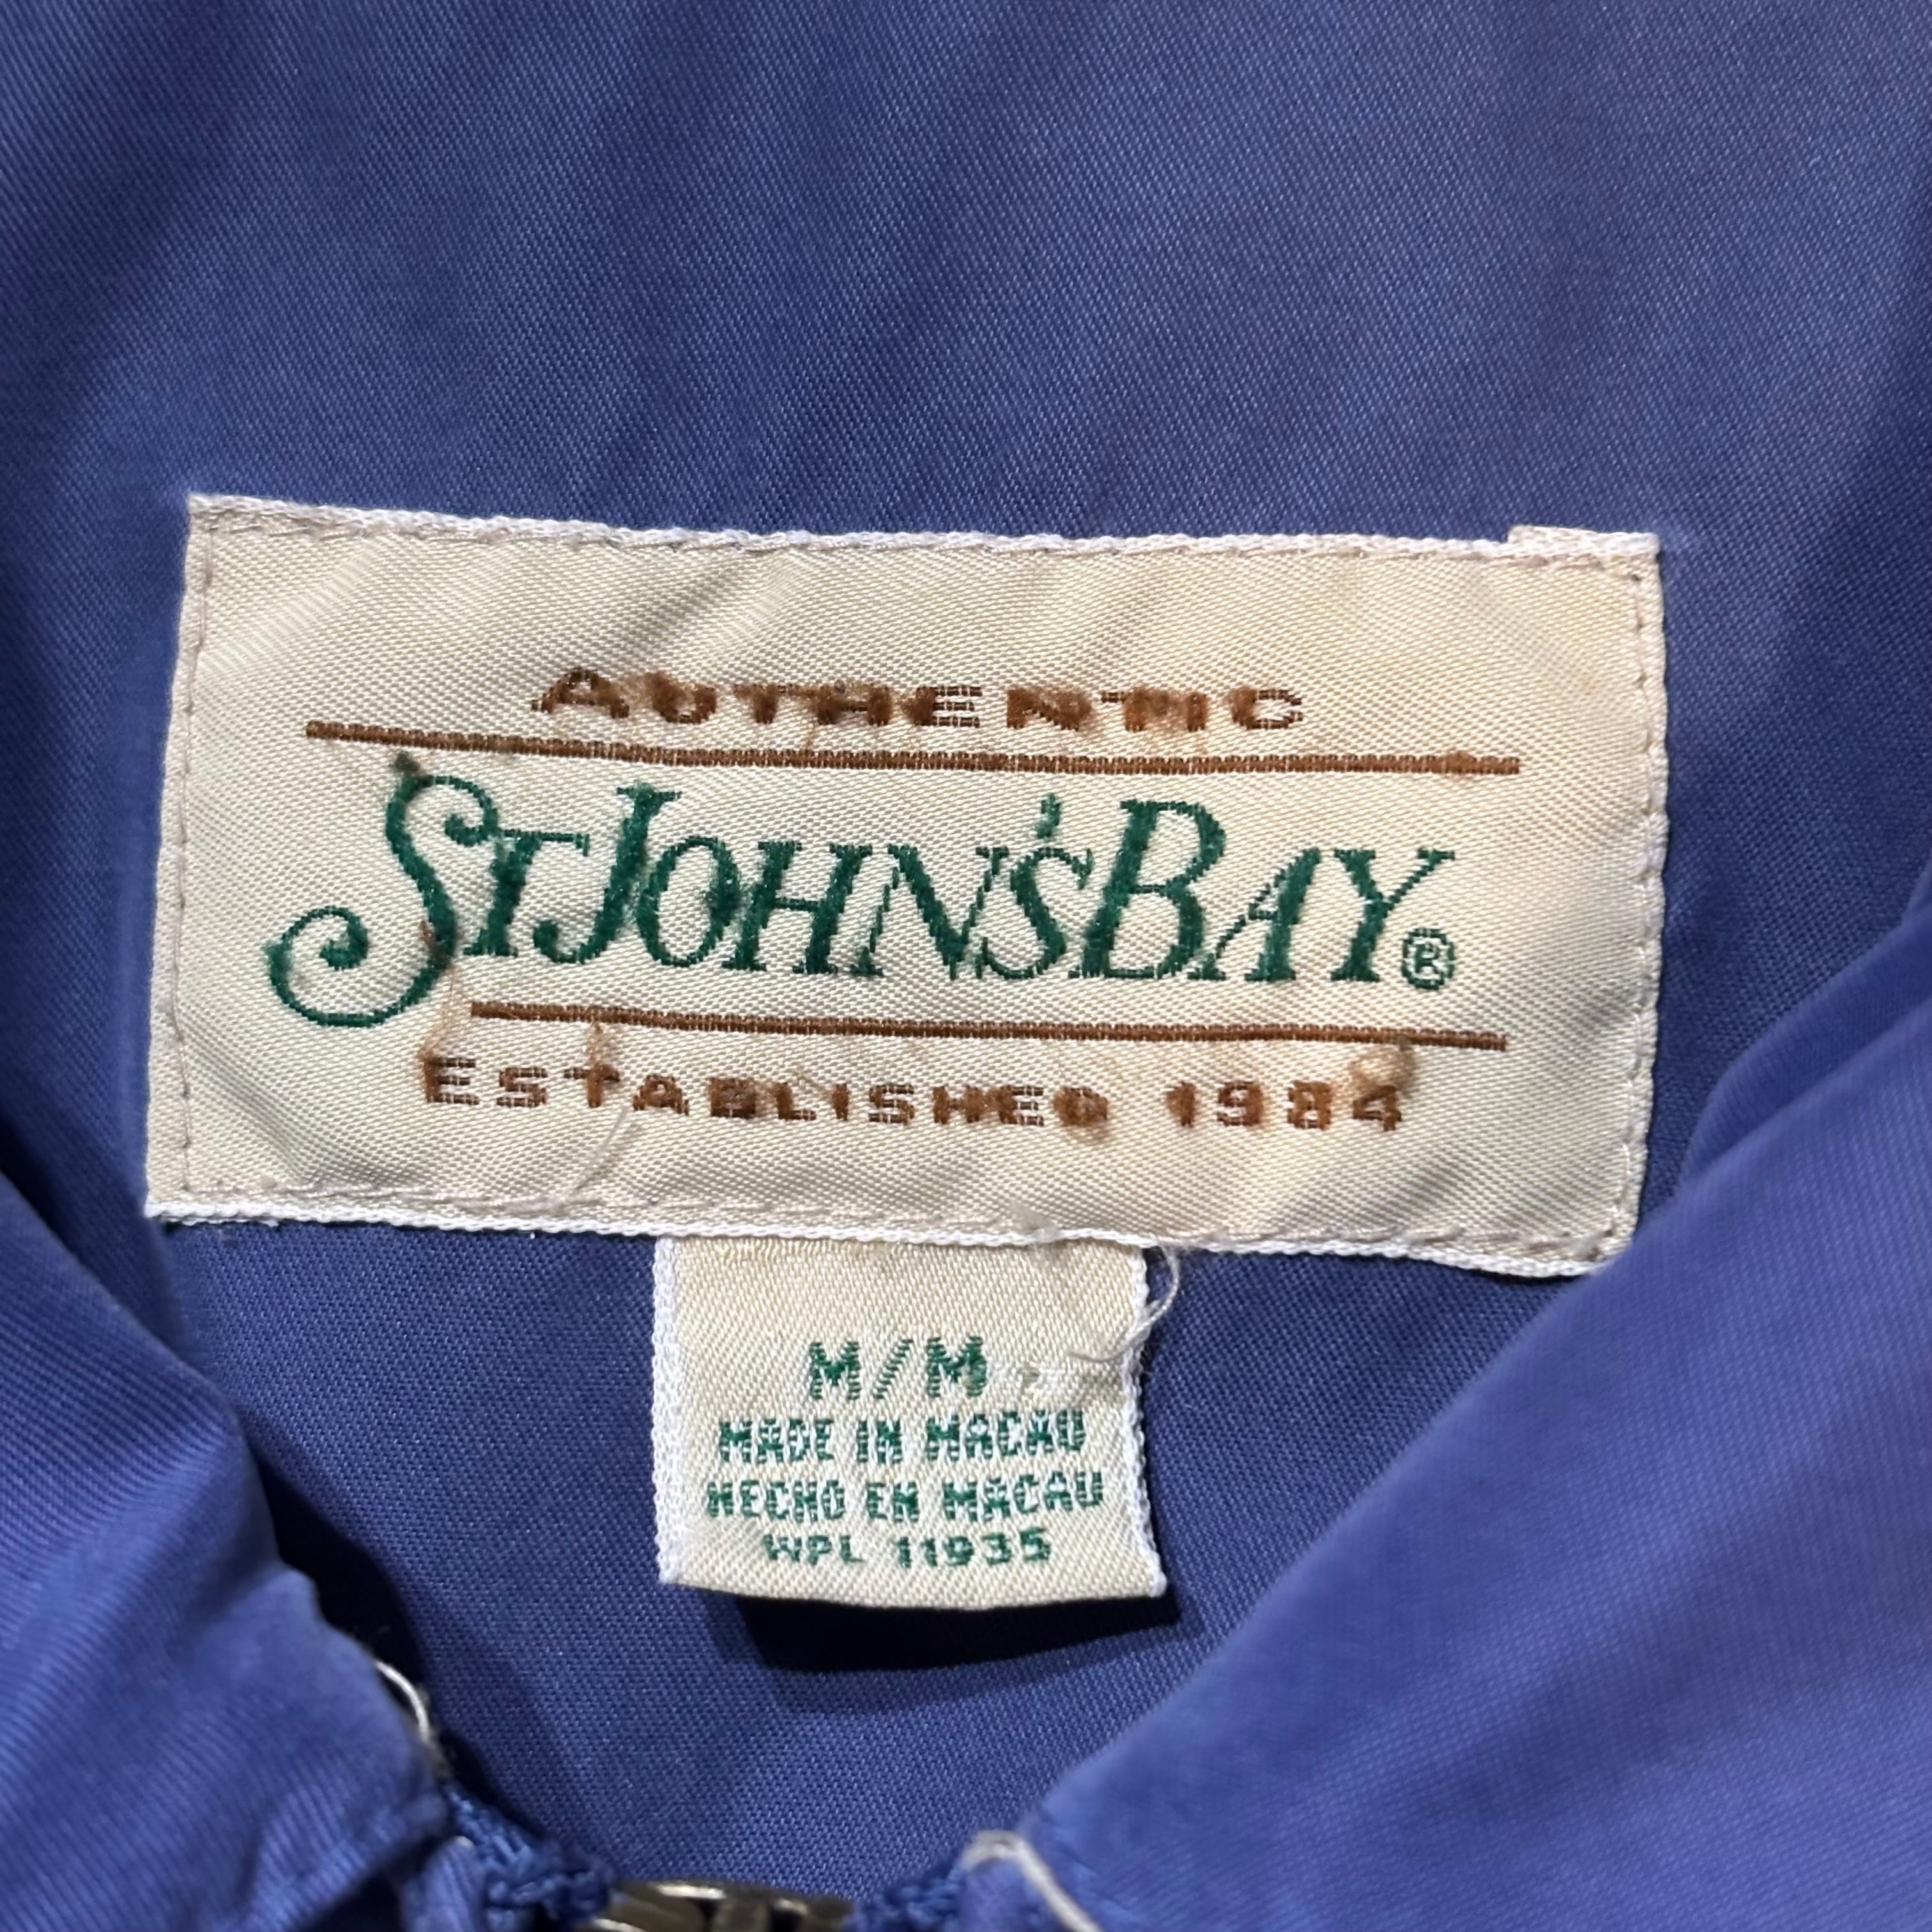 AUTHENTIC
ST JOHN'S BAY®
ESTABLISHED 1984
M/M
MADE IN MACAU
HECHO EN MACAU
WPL 11935